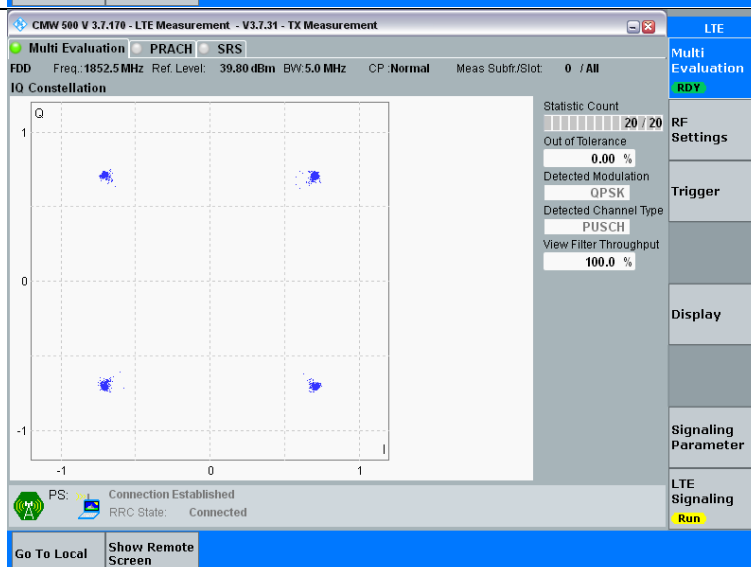 CMW 500 V 3.7.170 - LTE Measurement - V3.7.31 - TX Measurement
LTE
Multi Evaluation PRACH SRS
Multi
Evaluation
RDY
FDD Freq.:1852.5 MHz Ref. Level: 39.80 dBm BW:5.0 MHz CP :Normal Meas Subfr./Slot: 0 / All
IQ Constellation
Q
1
0
-1
-1 0 1
I
Statistic Count
20 / 20
Out of Tolerance
0.00 %
Detected Modulation
QPSK
Detected Channel Type
PUSCH
View Filter Throughput
100.0 %
RF
Settings
Trigger
Display
Signaling
Parameter
LTE
Signaling
Run
PS: Connection Established
RRC State: Connected
Go To Local
Show Remote
Screen